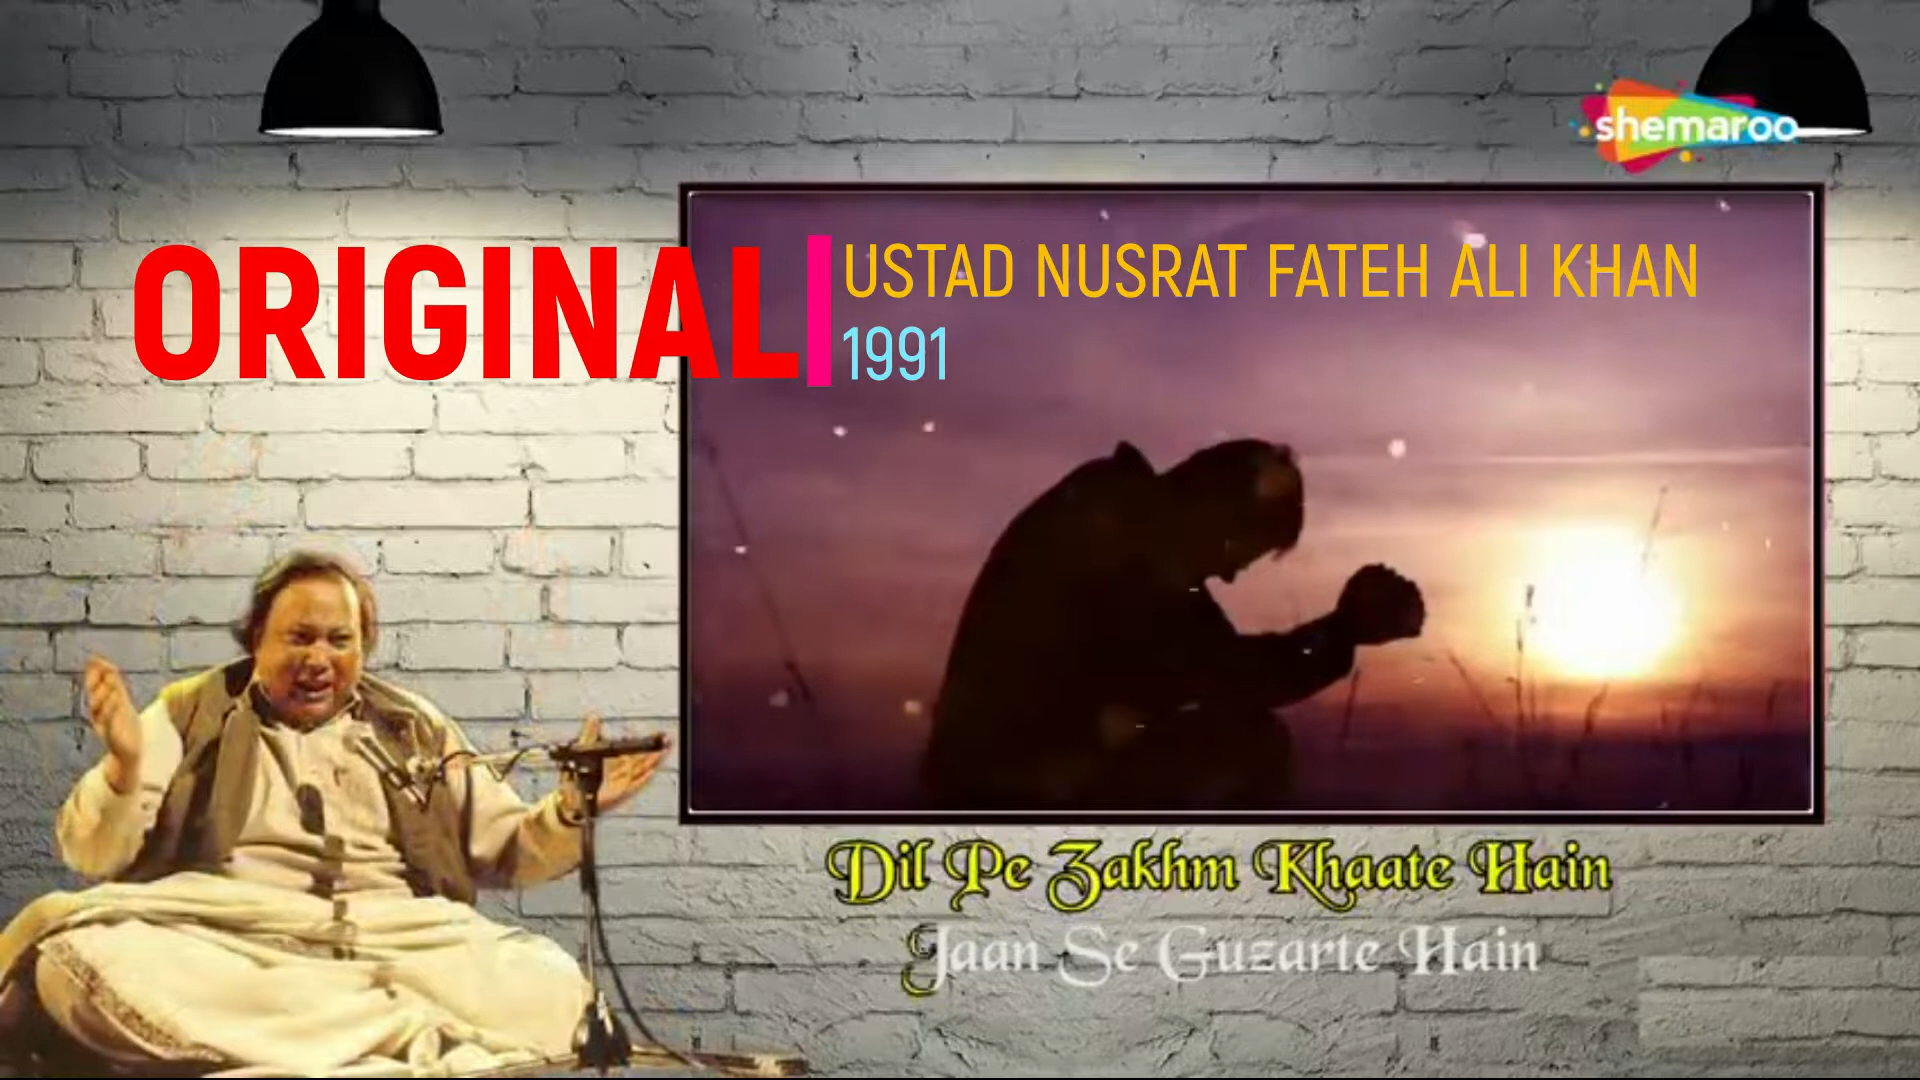 shemaroo
ORIGINAL
USTAD NUSRAT FATEH ALI KHAN
1991
Dil Pe Zakhm Khaate Hain
Jaan Se Guzarte Hain